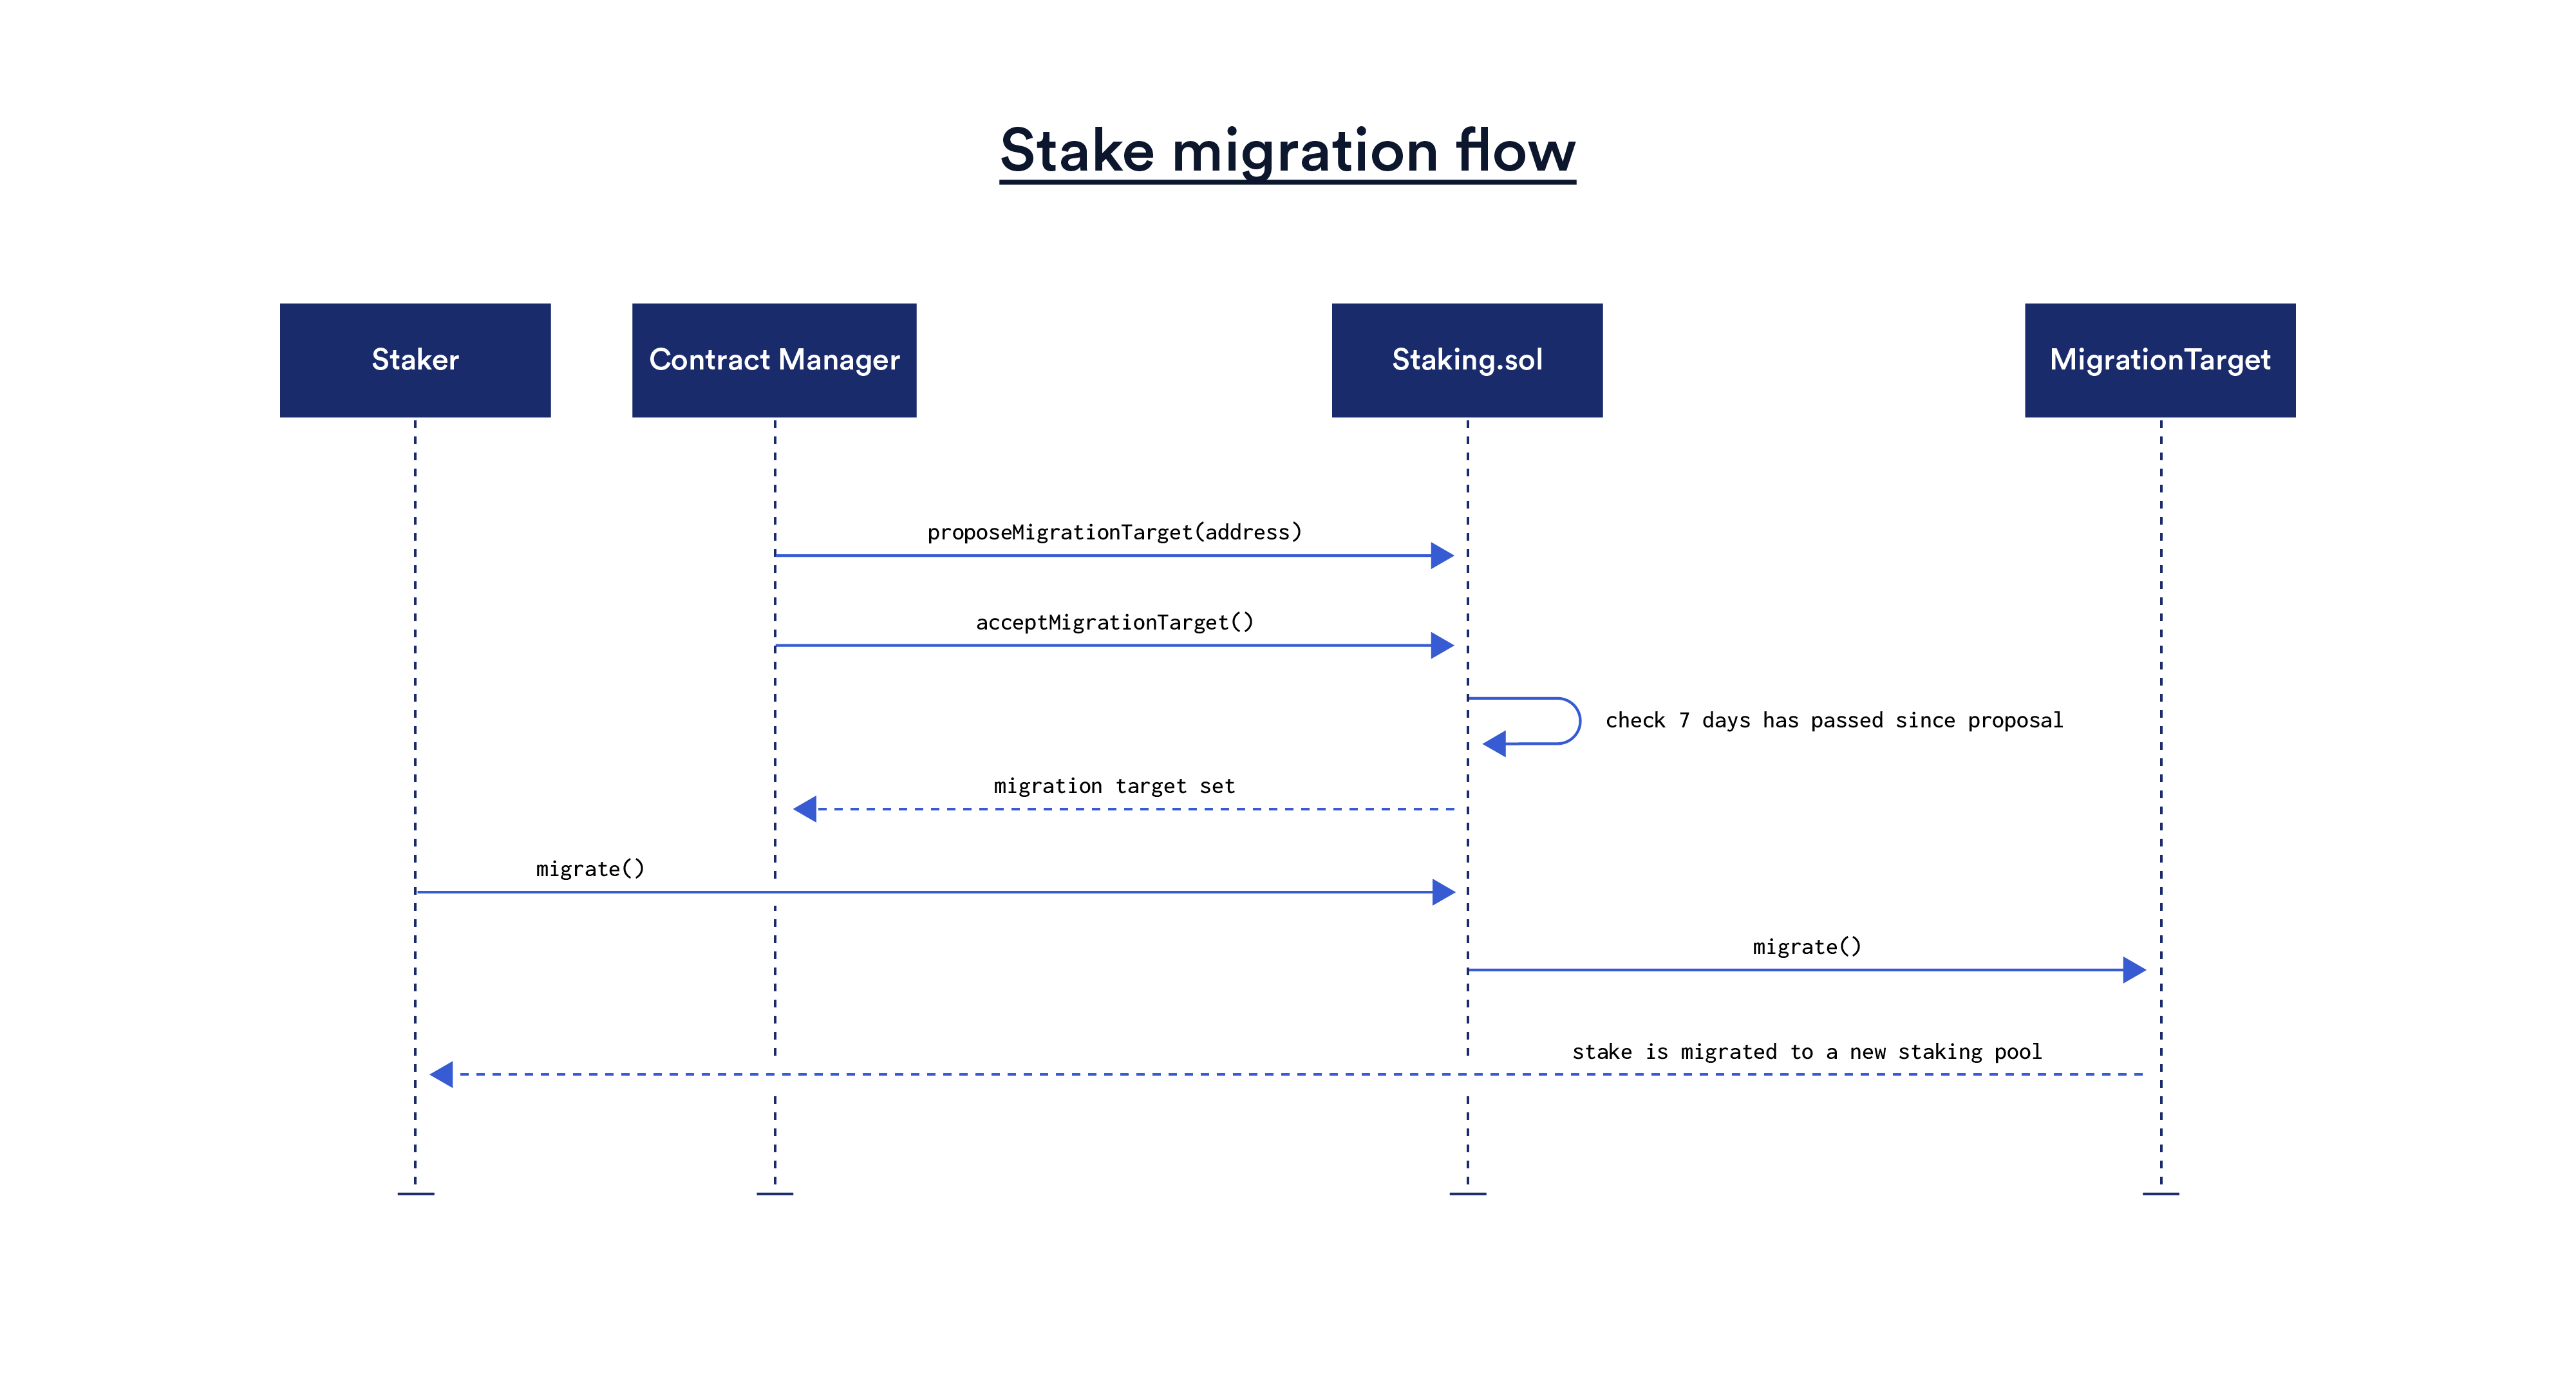 Stake migration flow
Staker
Contract Manager
Staking.sol
MigrationTarget
proposeMigrationTarget(address)
acceptMigrationTarget()
check 7 days has passed since proposal
migration target set
migrate()
migrate()
stake is migrated to a new staking pool